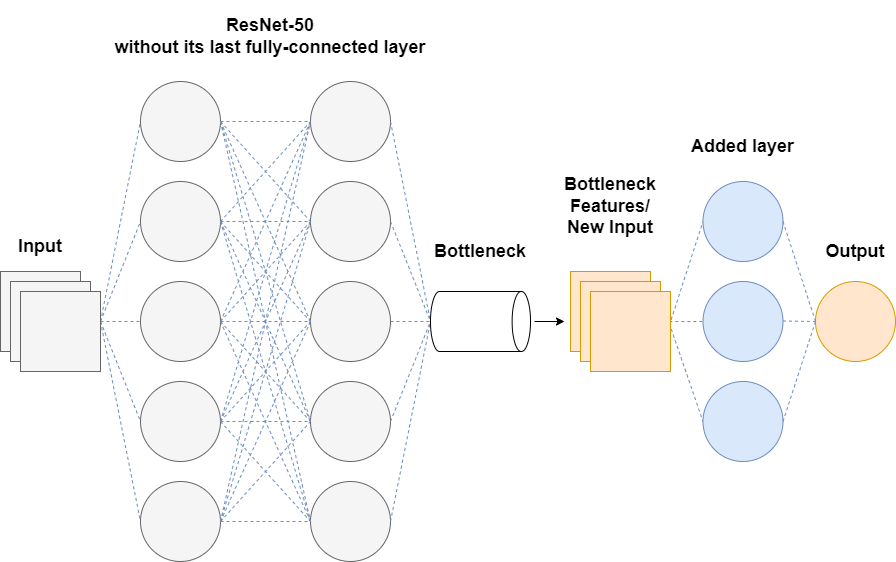 ResNet-50
without its last fully-connected layer
Input
Bottleneck
Bottleneck
Features/
New Input
Added layer
Output